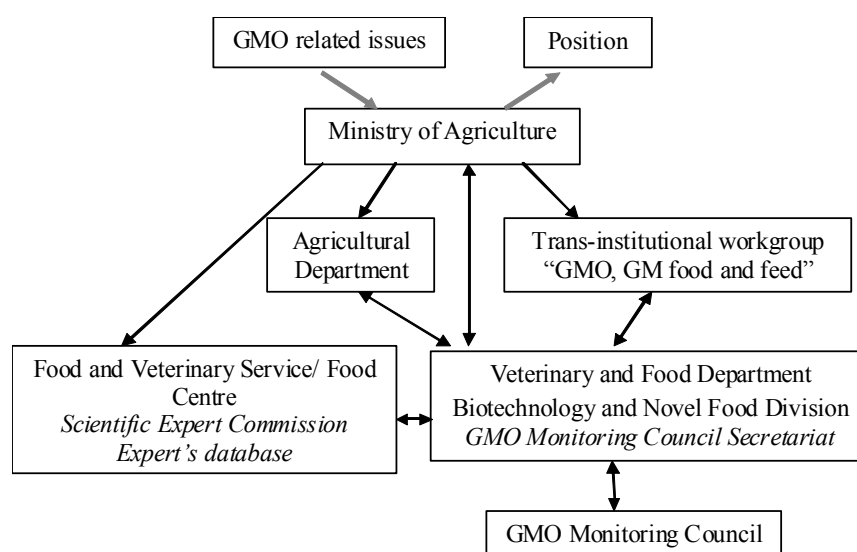 GMO related issues
Position
Ministry of Agriculture
Agricultural
Department
Trans-institutional workgroup
“GMO, GM food and feed”
Food and Veterinary Service/ Food
Centre
Scientific Expert Commission
Expert’s database
Veterinary and Food Department
Biotechnology and Novel Food Division
GMO Monitoring Council Secretariat
GMO Monitoring Council